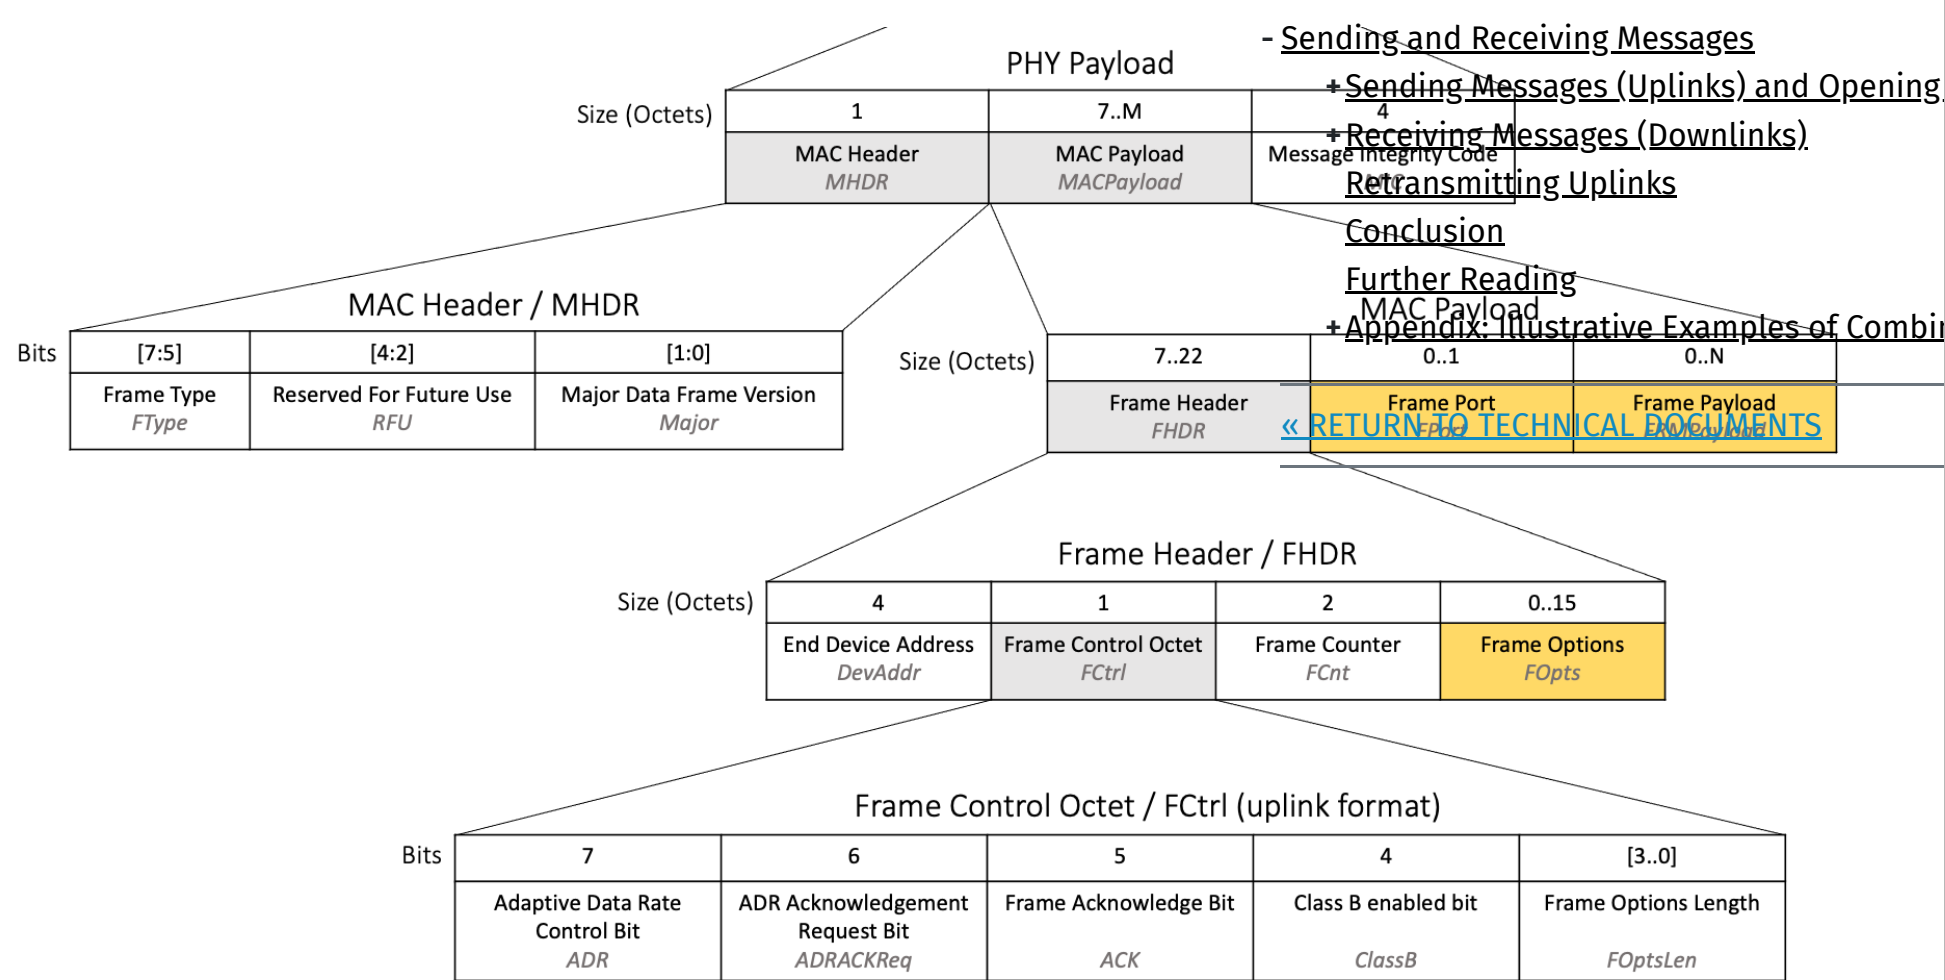 - Sending and Receiving Messages
PHY Payload
+ Sending Messages (Uplinks) and Opening
Size (Octets) 1 7..M 4
+ Receiving Messages (Downlinks)
MAC Header MAC Payload Message Integrity Code
MHDR MACPayload MIC
Retransmitting Uplinks
Conclusion
Further Reading
MAC Header / MHDR
MAC Payload
+ Appendix: Illustrative Examples of Combin
Bits [7:5] [4:2] [1:0]
Size (Octets) 7..22 0..1 0..N
Frame Type Reserved For Future Use Major Data Frame Version
FType RFU Major
Frame Header Frame Port Frame Payload
FHDR FPort FRMPayload
« RETURN TO TECHNICAL DOCUMENTS
Frame Header / FHDR
Size (Octets) 4 1 2 0..15
End Device Address Frame Control Octet Frame Counter Frame Options
DevAddr FCtrl FCnt FOpts
Frame Control Octet / FCtrl (uplink format)
Bits 7 6 5 4 [3..0]
Adaptive Data Rate ADR Acknowledgement Frame Acknowledge Bit Class B enabled bit Frame Options Length
Control Bit Request Bit
ADR ADRACKReq ACK ClassB FOptsLen